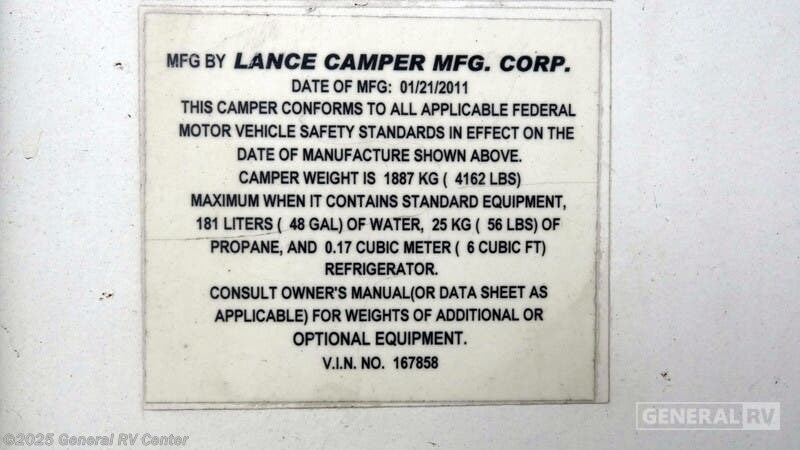 MFG BY LANCE CAMPER MFG. CORP.
DATE OF MFG: 01/21/2011
THIS CAMPER CONFORMS TO ALL APPLICABLE FEDERAL
MOTOR VEHICLE SAFETY STANDARDS IN EFFECT ON THE
DATE OF MANUFACTURE SHOWN ABOVE.
CAMPER WEIGHT IS 1887 KG ( 4162 LBS)
MAXIMUM WHEN IT CONTAINS STANDARD EQUIPMENT,
181 LITERS ( 48 GAL) OF WATER, 25 KG ( 56 LBS) OF
PROPANE, AND 0.17 CUBIC METER ( 6 CUBIC FT)
REFRIGERATOR.
CONSULT OWNER'S MANUAL(OR DATA SHEET AS
APPLICABLE) FOR WEIGHTS OF ADDITIONAL OR
OPTIONAL EQUIPMENT.
V.I.N. NO. 167858
GENERAL RV
©2025 General RV Center